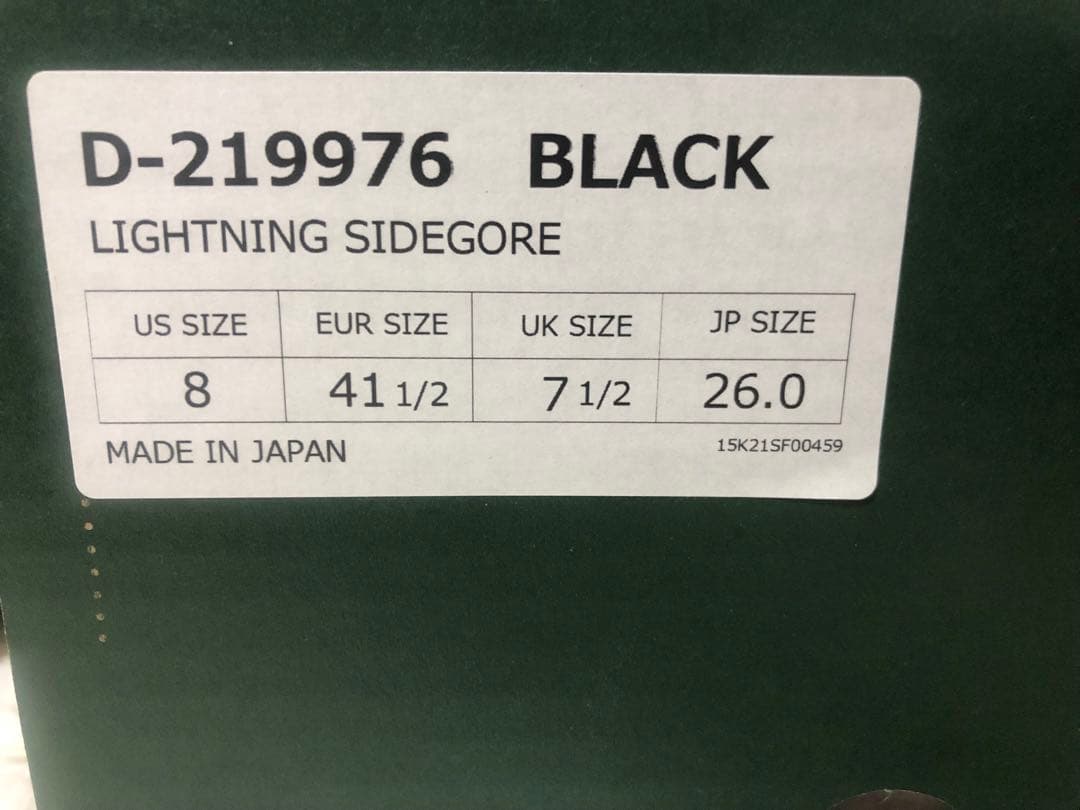 D-219976 BLACK
LIGHTNING SIDEGORE
US SIZE EUR SIZE UK SIZE JP SIZE
8 41 1/2 7 1/2 26.0
MADE IN JAPAN 15K21SF00459